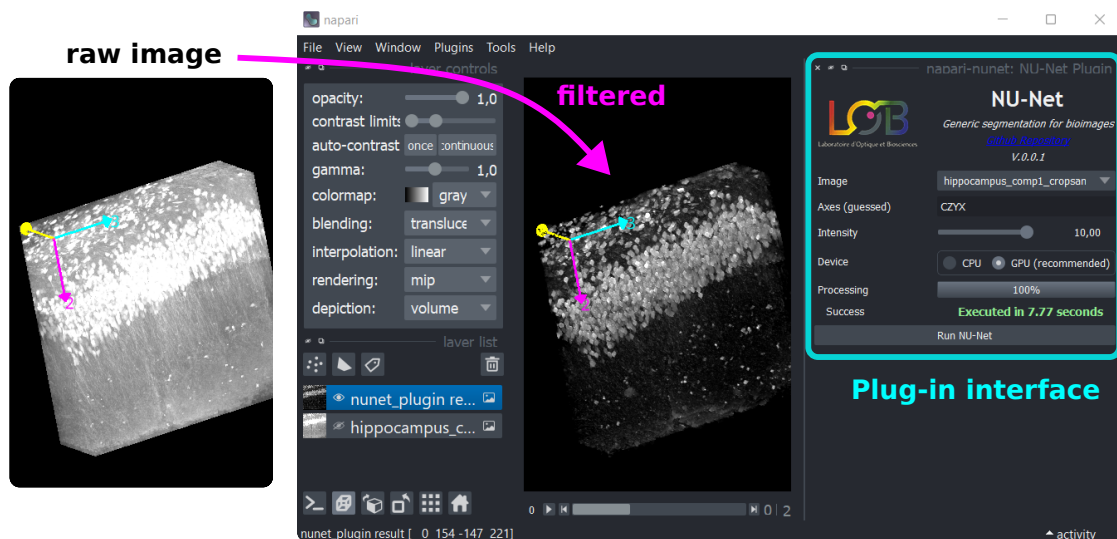 raw image
napari
File View Window Plugins Tools Help
layer controls
opacity: 1,0
contrast limits
auto-contrast once continuous
gamma: 1,0
colormap: gray
blending: transluce
interpolation: linear
rendering: mip
depiction: volume
layer list
nunet_plugin re...
hippocampus_c...
nunet_plugin result [ 0 154 -147 221]
filtered
3
2
3
2
0 0 2
napari-nunet: NU-Net Plugin
LOB
Laboratoire d'Optique et Biosciences
NU-Net
Generic segmentation for bioimages
Github Repository
V.0.0.1
Image hippocampus_comp1_cropsan
Axes (guessed) CZYX
Intensity 10,00
Device CPU GPU (recommended)
Processing 100%
Success Executed in 7.77 seconds
Run NU-Net
Plug-in interface
activity